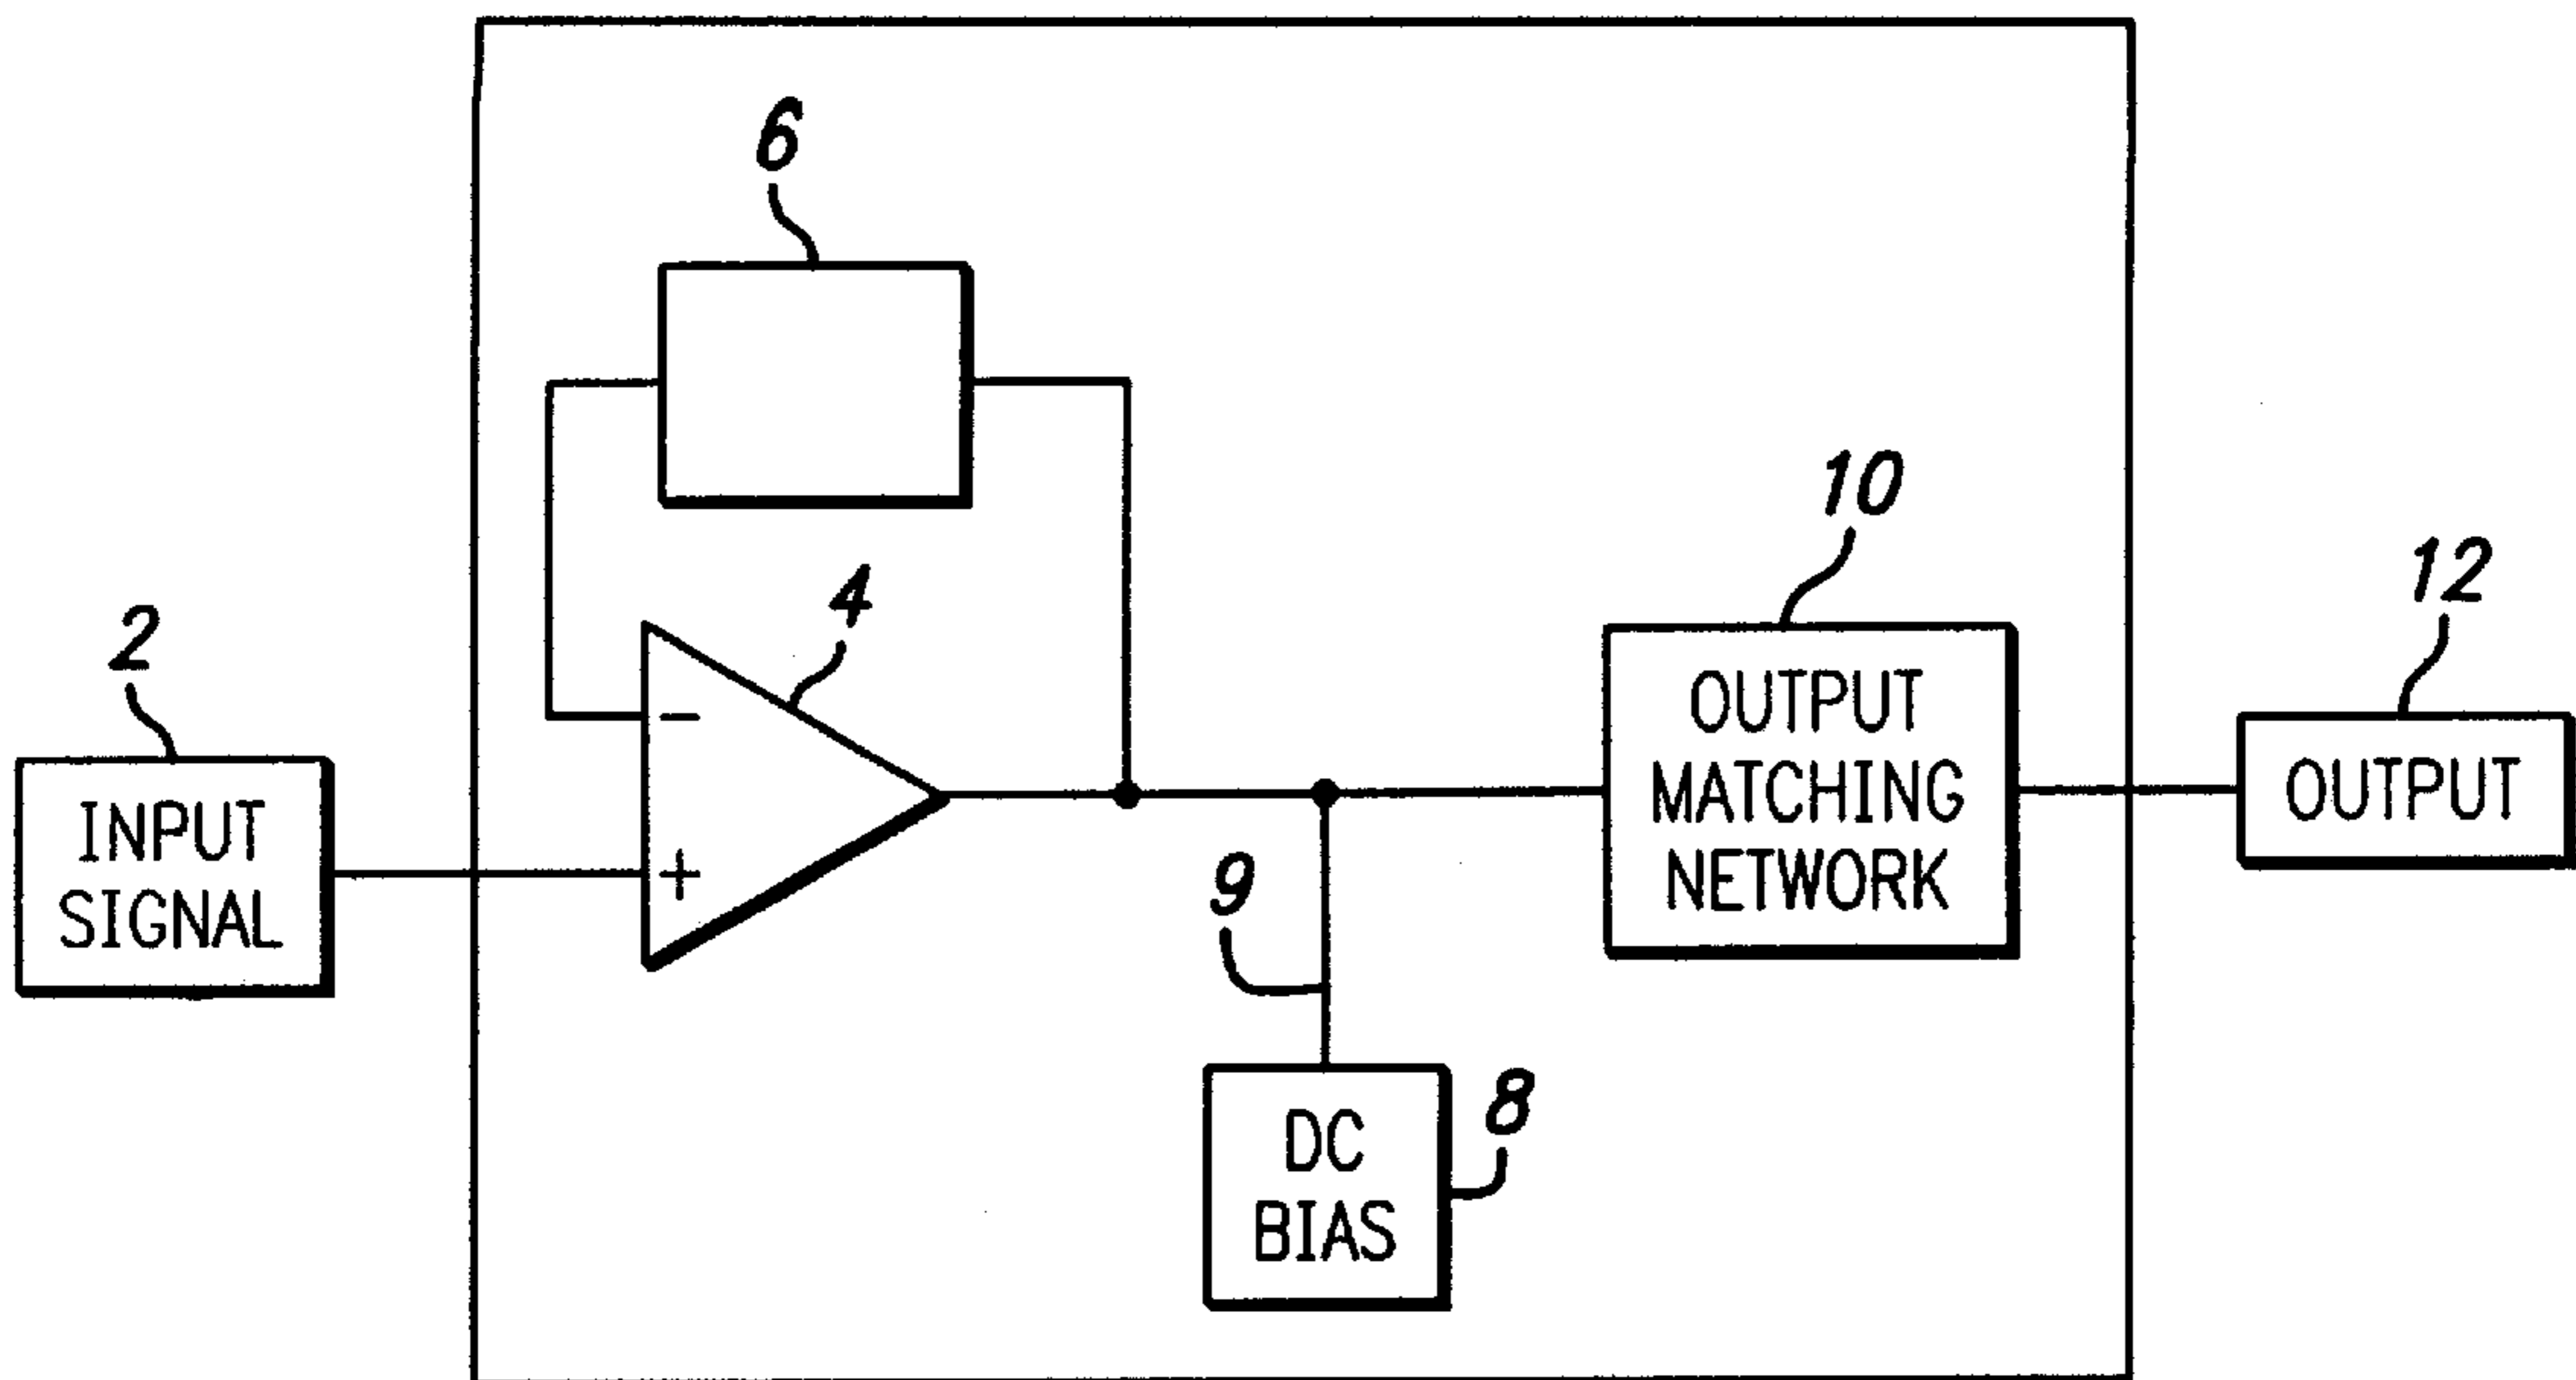 6
10
12
4
2
OUTPUT
MATCHING
NETWORK
OUTPUT
INPUT
SIGNAL
-
+
9
8
DC
BIAS